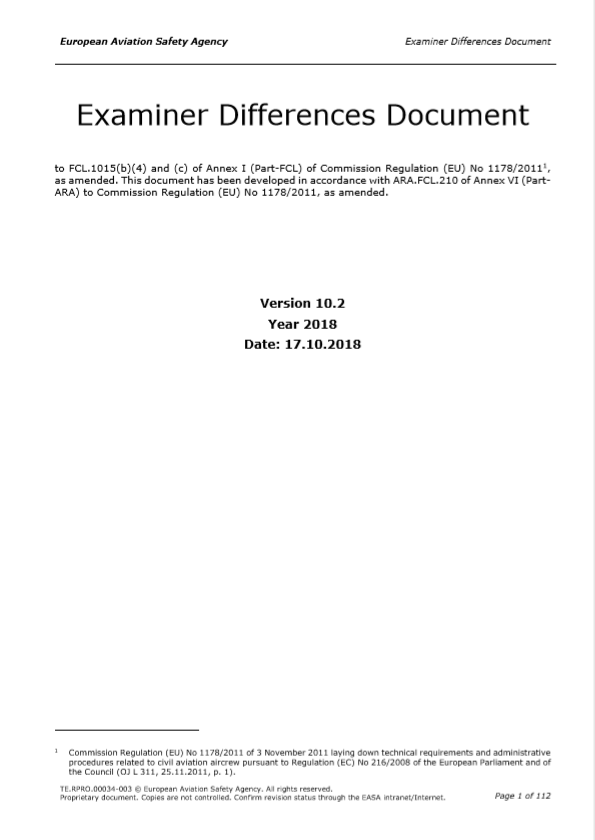 European Aviation Safety Agency
Examiner Differences Document
Examiner Differences Document
to FCL.1015(b)(4) and (c) of Annex I (Part-FCL) of Commission Regulation (EU) No 1178/2011¹,
as amended. This document has been developed in accordance with ARA.FCL.210 of Annex VI (Part-
ARA) to Commission Regulation (EU) No 1178/2011, as amended.
Version 10.2
Year 2018
Date: 17.10.2018
¹ Commission Regulation (EU) No 1178/2011 of 3 November 2011 laying down technical requirements and administrative
procedures related to civil aviation aircrew pursuant to Regulation (EC) No 216/2008 of the European Parliament and of
the Council (OJ L 311, 25.11.2011, p. 1).
TE.RPRO.00034-003 © European Aviation Safety Agency. All rights reserved.
Proprietary document. Copies are not controlled. Confirm revision status through the EASA intranet/Internet.
Page 1 of 112